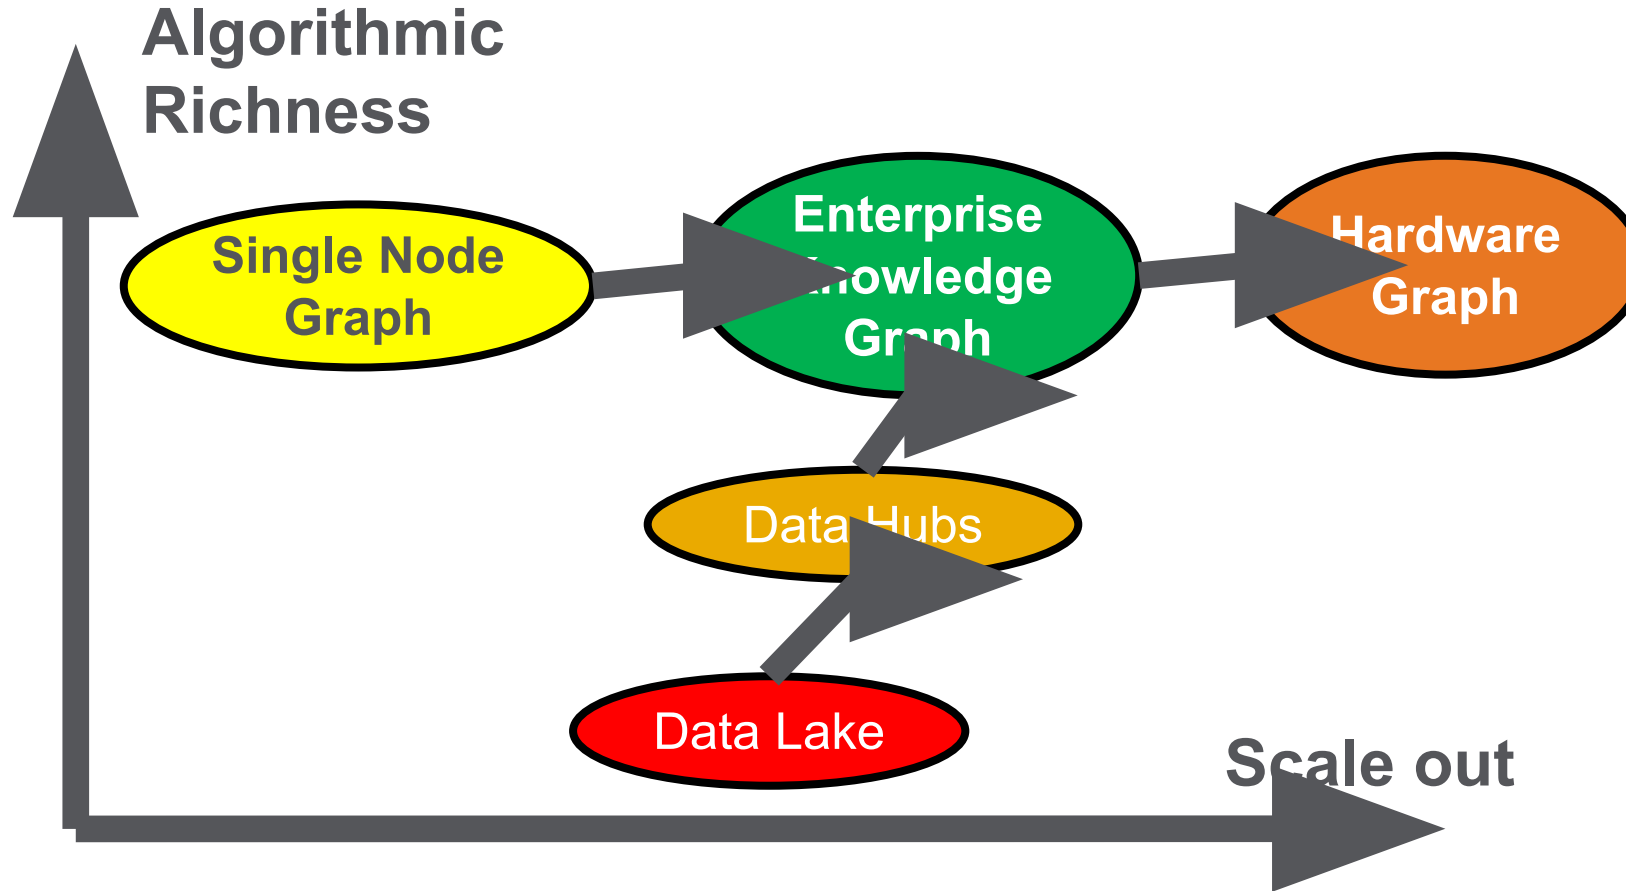 Algorithmic
Richness
Single Node
Graph
Enterprise
Knowledge
Graph
Hardware
Graph
Data Hubs
Data Lake
Scale out